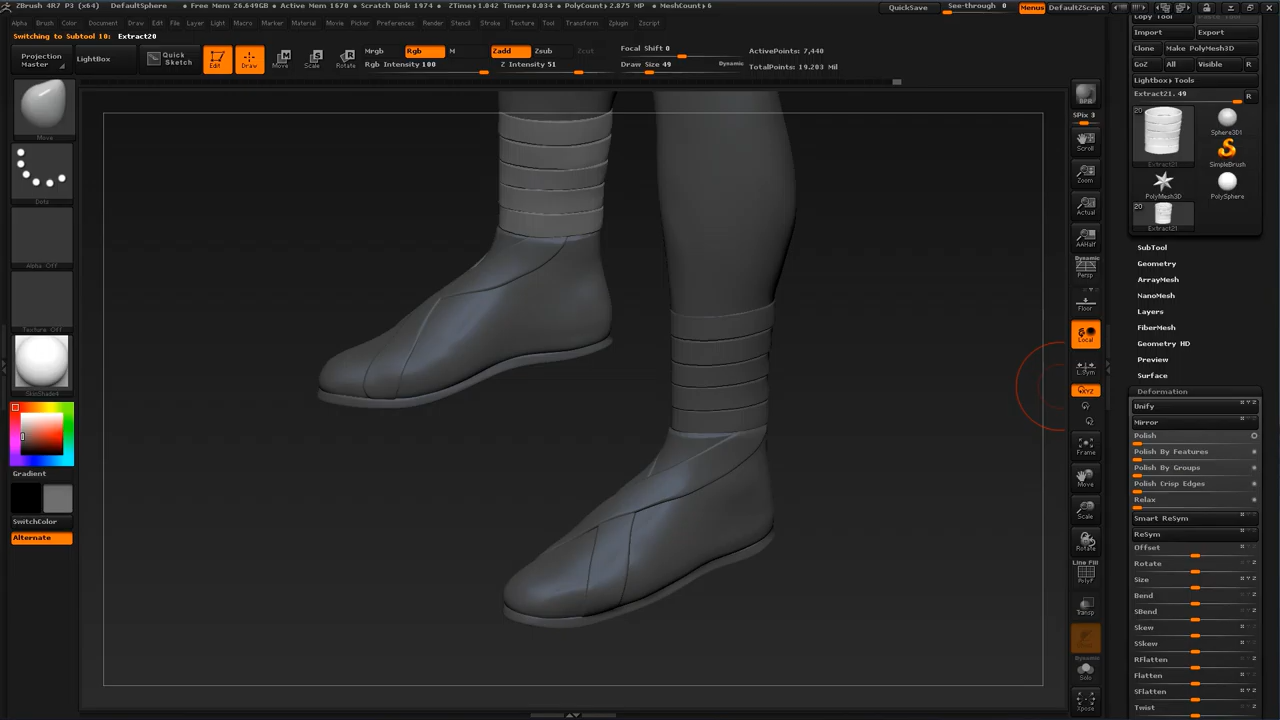 ZBrush 4R7 P3 (x64) DefaultSphere • Free Mem 26.649GB • Active Mem 1670 • Scratch Disk 1974 • ZTime▸1.042 Timer▸0.034 • PolyCount▸2.875 MP • MeshCount▸6 QuickSave See-through 0 Menus DefaultZScript
Alpha Brush Color Document Draw Edit File Layer Light Macro Marker Material Movie Picker Preferences Render Stencil Stroke Texture Tool Transform Zplugin Zscript
Switching to Subtool 10: Extract20
Projection Master
LightBox
Quick Sketch
Edit
Draw
Move
Scale
Rotate
Mrgb Rgb M
Rgb Intensity 100
Zadd Zsub Zcut
Z Intensity 51
Focal Shift 0
Draw Size 49 Dynamic
ActivePoints: 7,440
TotalPoints: 19.203 Mil
Move
Dots
Alpha Off
Texture Off
Gradient
SwitchColor
Alternate
SPix 3
Scroll
Zoom
Actual
AAHalf
Dynamic
Persp
Floor
Local
L.Sym
Frame
Move
Scale
Rotate
Line Fill
PolyF
Transp
Dynamic
Solo
Xpose
Copy Tool
Import Export
Clone Make PolyMesh3D
GoZ All Visible R
Lightbox▸Tools
Extract21. 49 R
20
Extract21
Sphere3D1
SimpleBrush
PolyMesh3D
PolySphere
20
Extract21
SubTool
Geometry
ArrayMesh
NanoMesh
Layers
FiberMesh
Geometry HD
Preview
Surface
Deformation
Unify
Mirror
Polish
Polish By Features
Polish By Groups
Polish Crisp Edges
Relax
Smart ReSym
ReSym
Offset
Rotate
Size
Bend
SBend
Skew
SSkew
RFlatten
Flatten
SFlatten
Twist